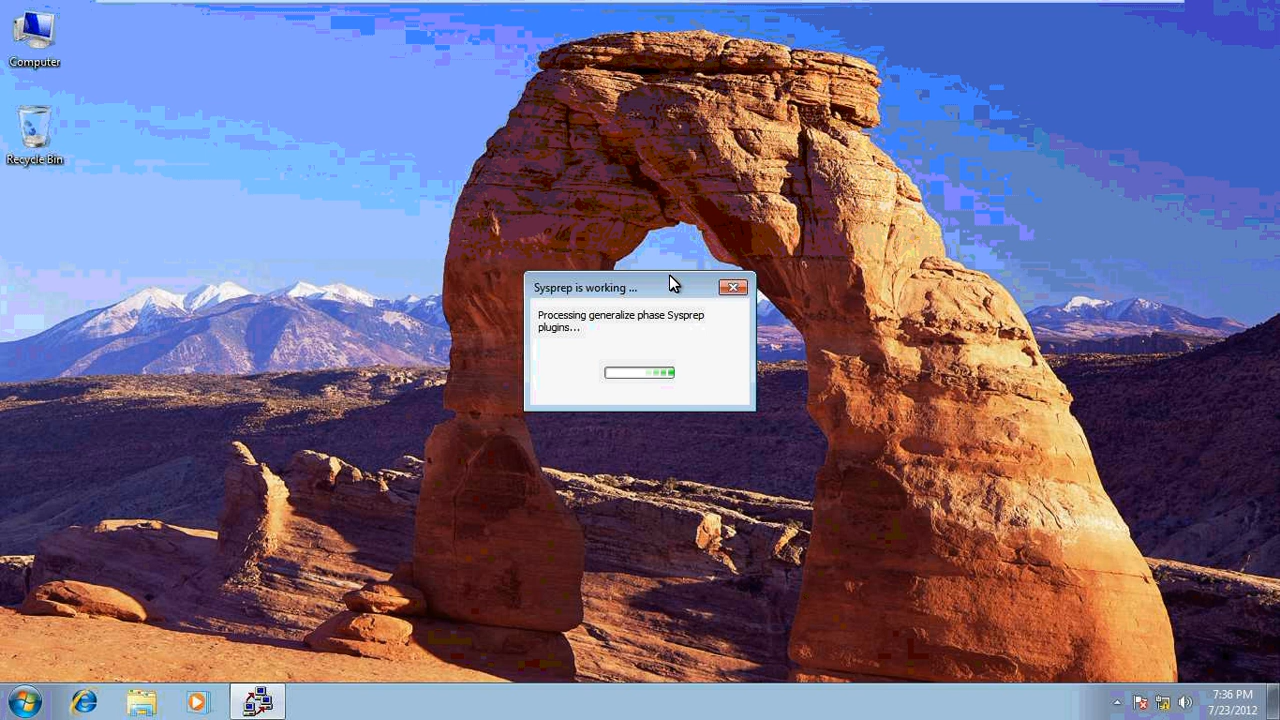 Computer
Recycle Bin
Sysprep is working ...
Processing generalize phase Sysprep
plugins...
7:36 PM
7/23/2012